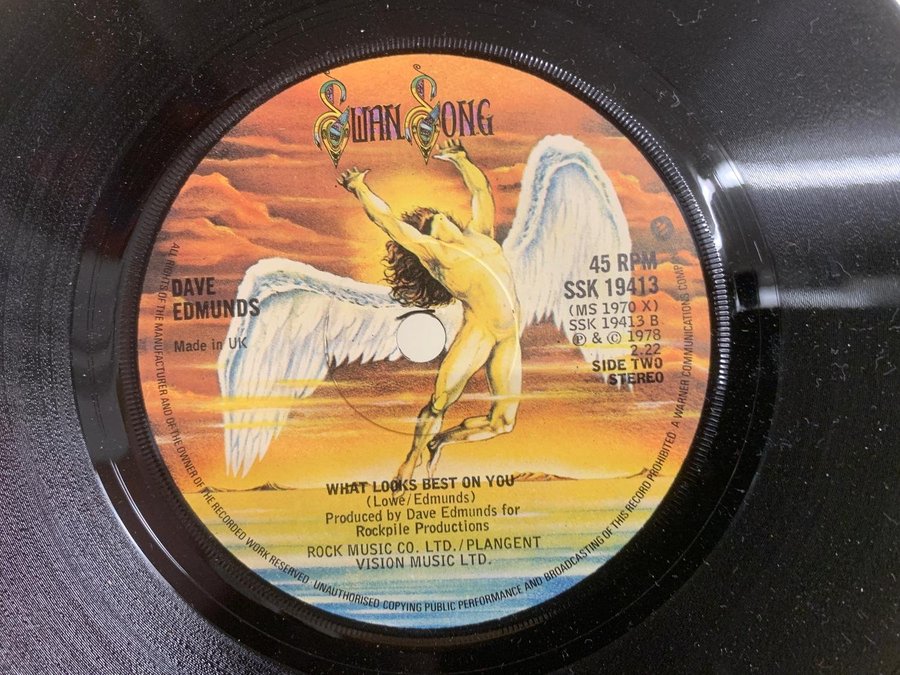 SWAN SONG
DAVE
EDMUNDS
Made in UK
45 RPM
SSK 19413
(MS 1970 X)
SSK 19413 B
℗ & © 1978
2.22
SIDE TWO
STEREO
WHAT LOOKS BEST ON YOU
(Lowe/Edmunds)
Produced by Dave Edmunds for
Rockpile Productions
ROCK MUSIC CO. LTD./PLANGENT
VISION MUSIC LTD.
ALL RIGHTS OF THE MANUFACTURER AND OF THE OWNER OF THE RECORDED WORK RESERVED. UNAUTHORISED COPYING PUBLIC PERFORMANCE AND BROADCASTING OF THIS RECORD PROHIBITED. A WARNER COMMUNICATIONS COMPANY